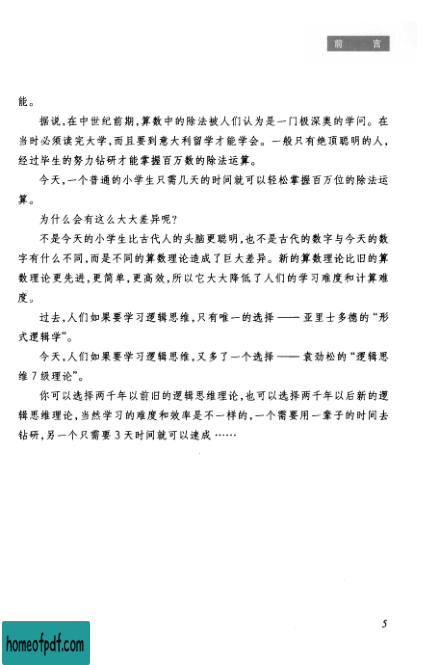 前 言
能。
据说,在中世纪前期,算数中的除法被人们认为是一门极深奥的学问。在
当时必须读完大学,而且要到意大利留学才能学会。一般只有绝顶聪明的人,
经过毕生的努力钻研才能掌握百万数的除法运算。
今天,一个普通的小学生只需几天的时间就可以轻松掌握百万位的除法运
算。
为什么会有这么大大差异呢?
不是今天的小学生比古代人的头脑更聪明,也不是古代的数字与今天的数
字有什么不同,而是不同的算数理论造成了巨大差异。新的算数理论比旧的算
数理论更先进,更简单,更高效,所以它大大降低了人们的学习难度和计算难
度。
过去,人们如果要学习逻辑思维,只有唯一的选择——亚里士多德的“形
式逻辑学”。
今天,人们如果要学习逻辑思维,又多了一个选择——袁劲松的“逻辑思
维7级理论”。
你可以选择两千年以前旧的逻辑思维理论,也可以选择两千年以后新的逻
辑思维理论,当然学习的难度和效率是不一样的,一个需要用一辈子的时间去
钻研,另一个只需要3天时间就可以速成……
5
homeofpdf.com